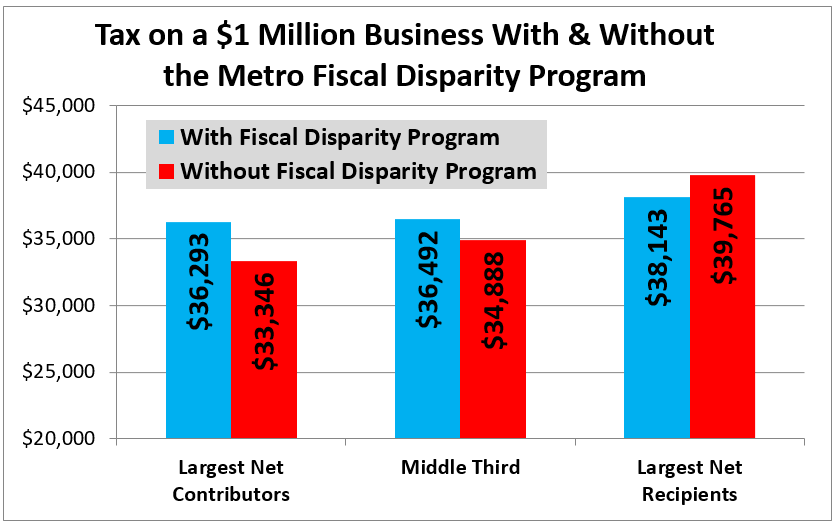 Tax on a $1 Million Business With & Without
the Metro Fiscal Disparity Program
$45,000
$40,000
$35,000
$30,000
$25,000
$20,000
With Fiscal Disparity Program
Without Fiscal Disparity Program
$36,293
$33,346
$36,492
$34,888
$38,143
$39,765
Largest Net
Contributors
Middle Third
Largest Net
Recipients